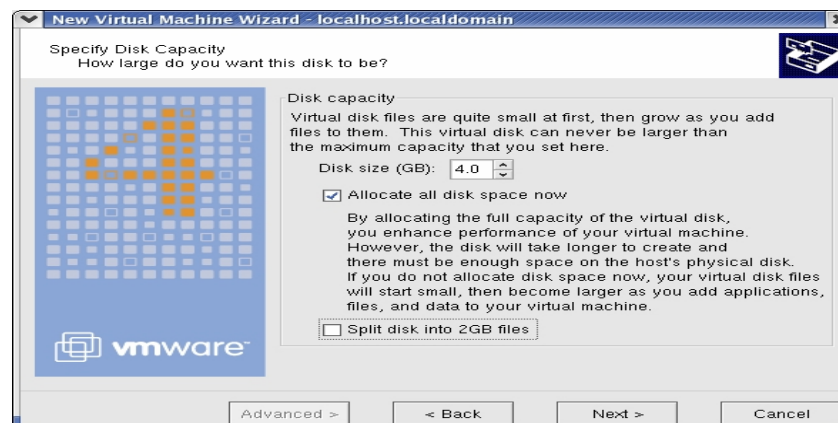 New Virtual Machine Wizard - localhost.localdomain
Specify Disk Capacity
How large do you want this disk to be?
Disk capacity
Virtual disk files are quite small at first, then grow as you add
files to them. This virtual disk can never be larger than
the maximum capacity that you set here.
Disk size (GB): 4.0
Allocate all disk space now
By allocating the full capacity of the virtual disk,
you enhance performance of your virtual machine.
However, the disk will take longer to create and
there must be enough space on the host's physical disk.
If you do not allocate disk space now, your virtual disk files
will start small, then become larger as you add applications,
files, and data to your virtual machine.
Split disk into 2GB files
vmware™
Advanced > < Back Next > Cancel